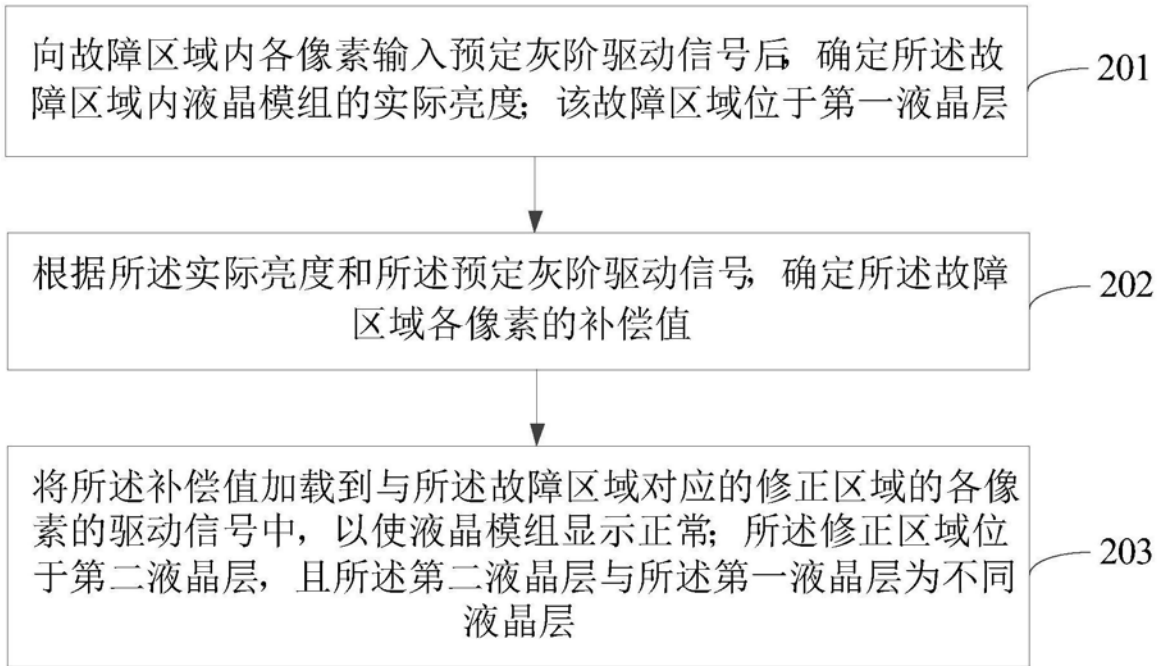 向故障区域内各像素输入预定灰阶驱动信号后，确定所述故
障区域内液晶模组的实际亮度；该故障区域位于第一液晶层
201
根据所述实际亮度和所述预定灰阶驱动信号，确定所述故障
区域各像素的补偿值
202
将所述补偿值加载到与所述故障区域对应的修正区域的各像
素的驱动信号中，以使液晶模组显示正常；所述修正区域位
于第二液晶层，且所述第二液晶层与所述第一液晶层为不同
液晶层
203